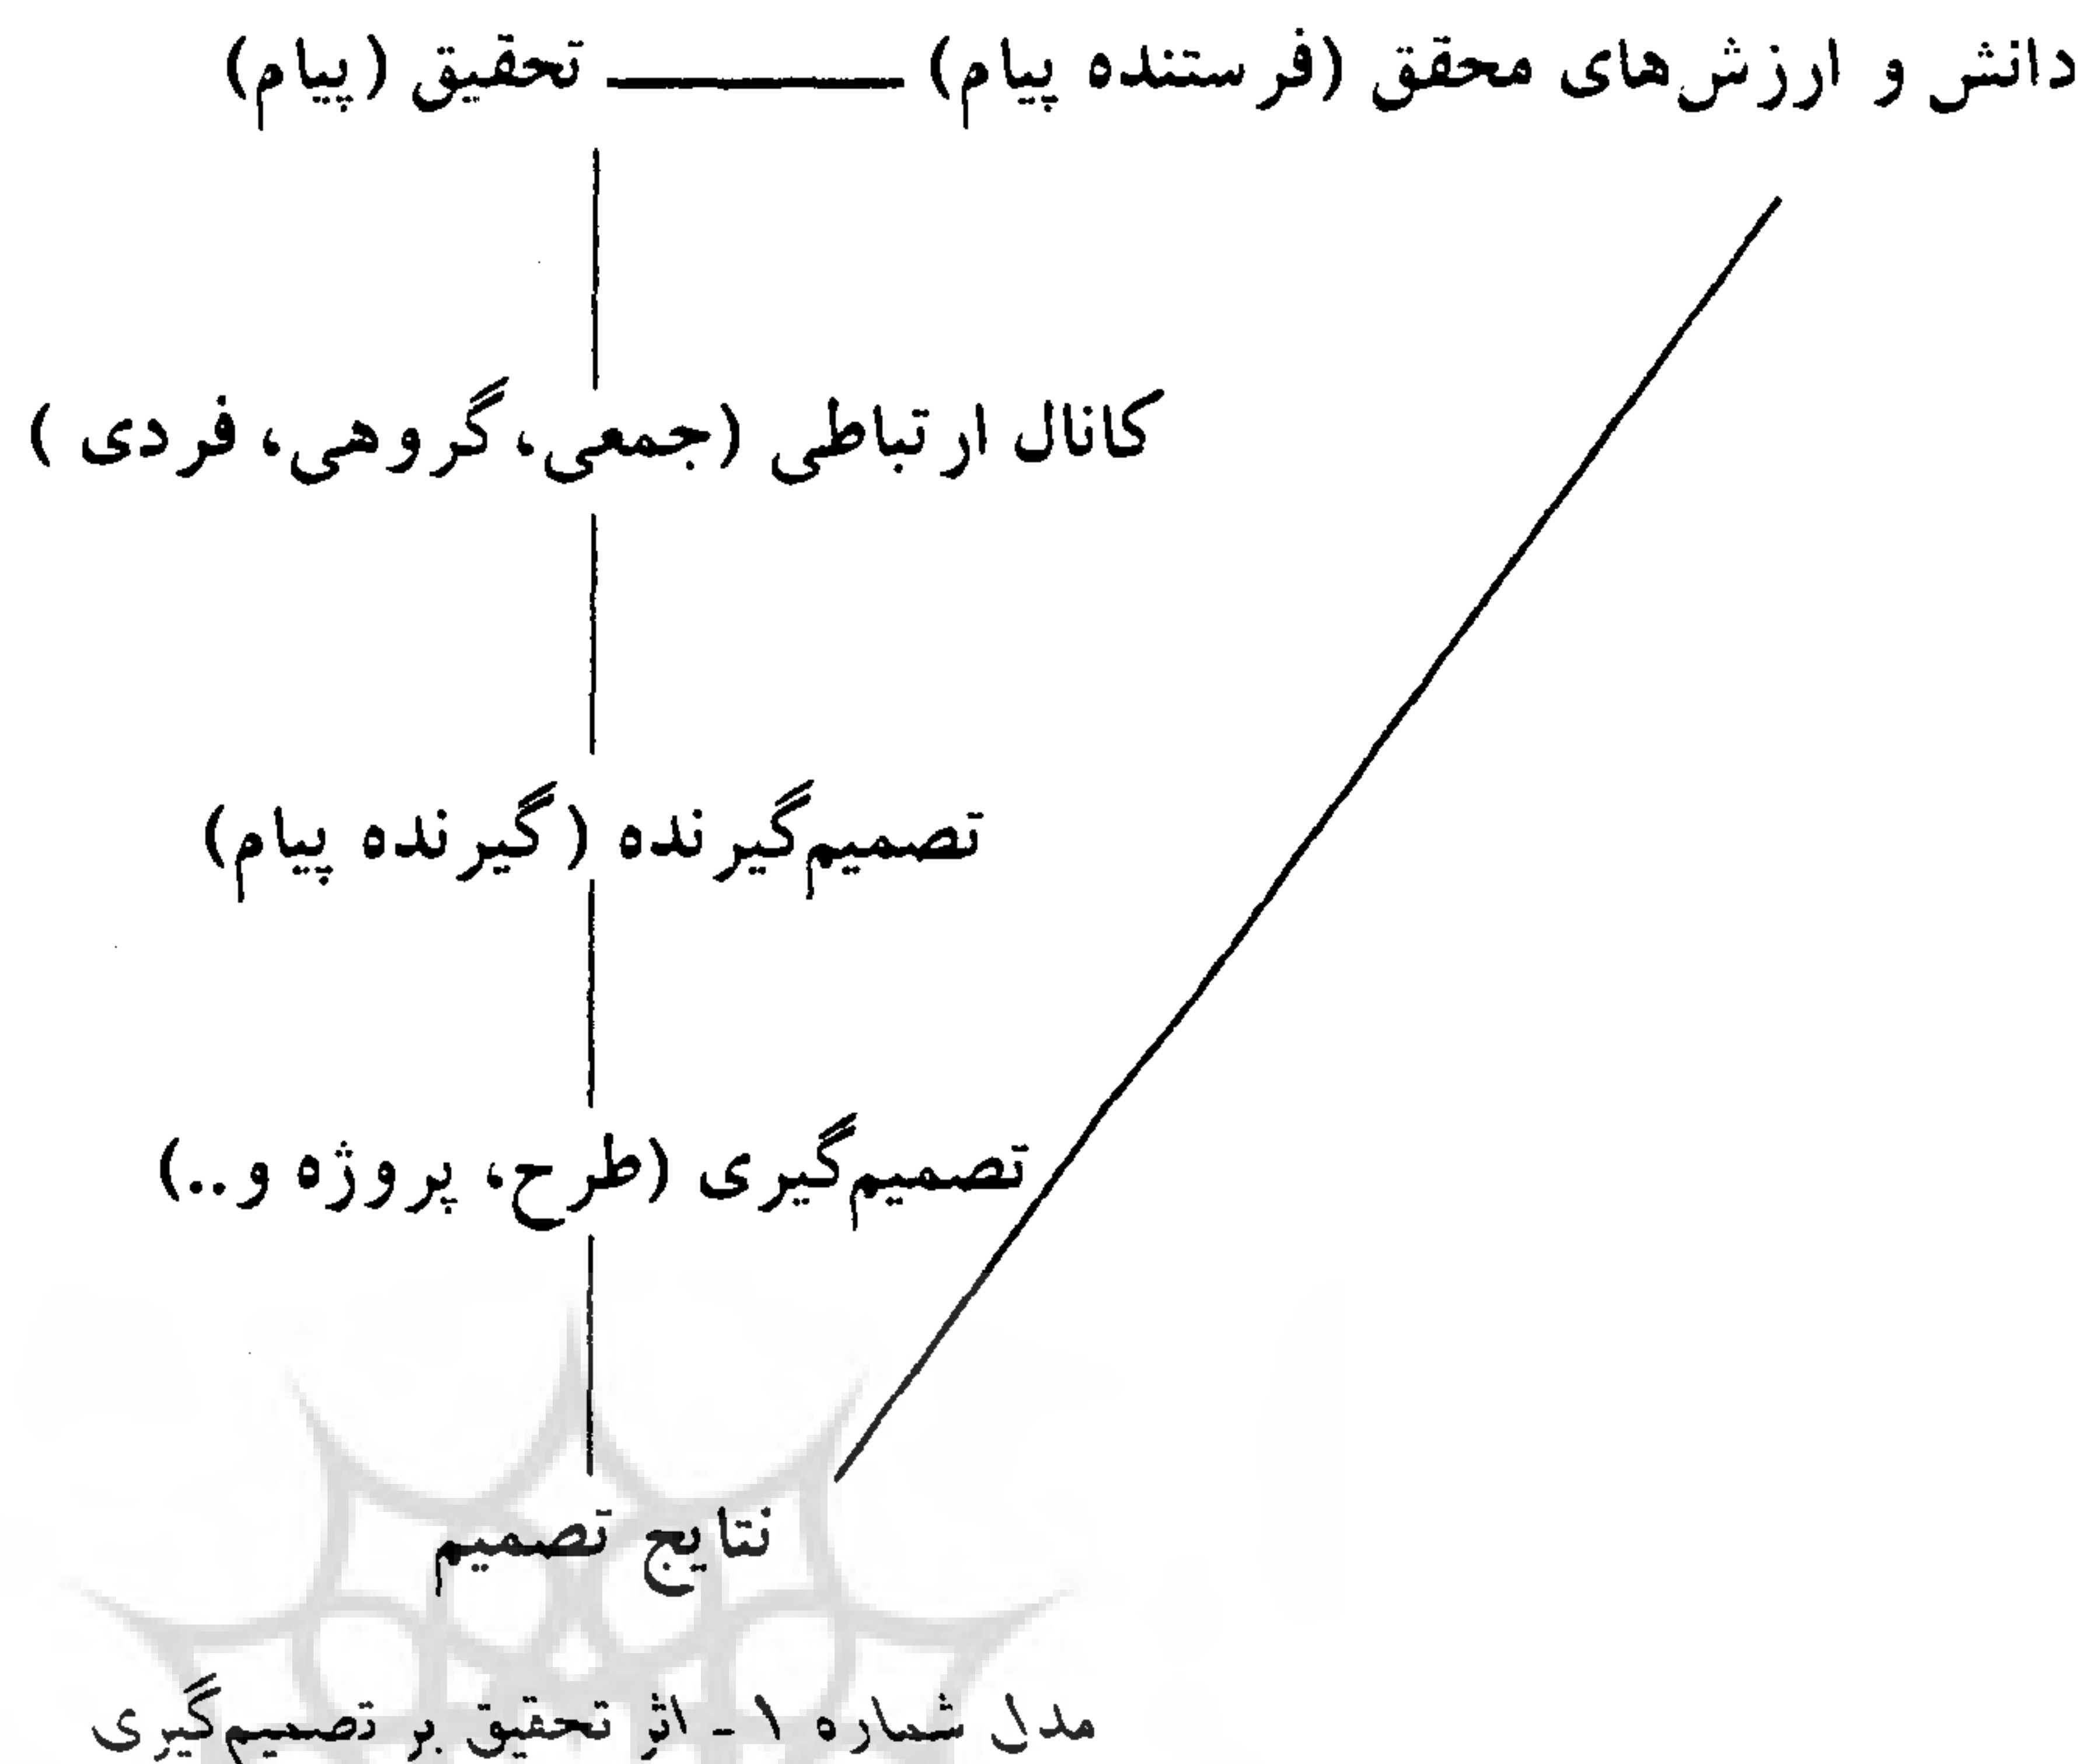 دانش و ارزش‌های محقق (فرستنده پیام) تحقیق (پیام)
کانال ارتباطی (جمعی، گروهی، فردی )
تصمیم‌گیرنده (گیرنده پیام)
تصمیم‌گیری (طرح، پروژه و..)
نتایج تصمیم
مدل شماره ۱ - اثر تحقیق بر تصمیم‌گیری